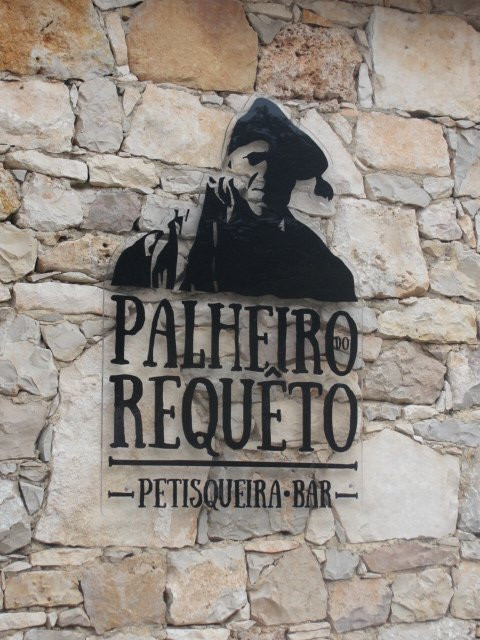 PALHEIRO DO
REQUÊTO
PETISQUEIRA • BAR